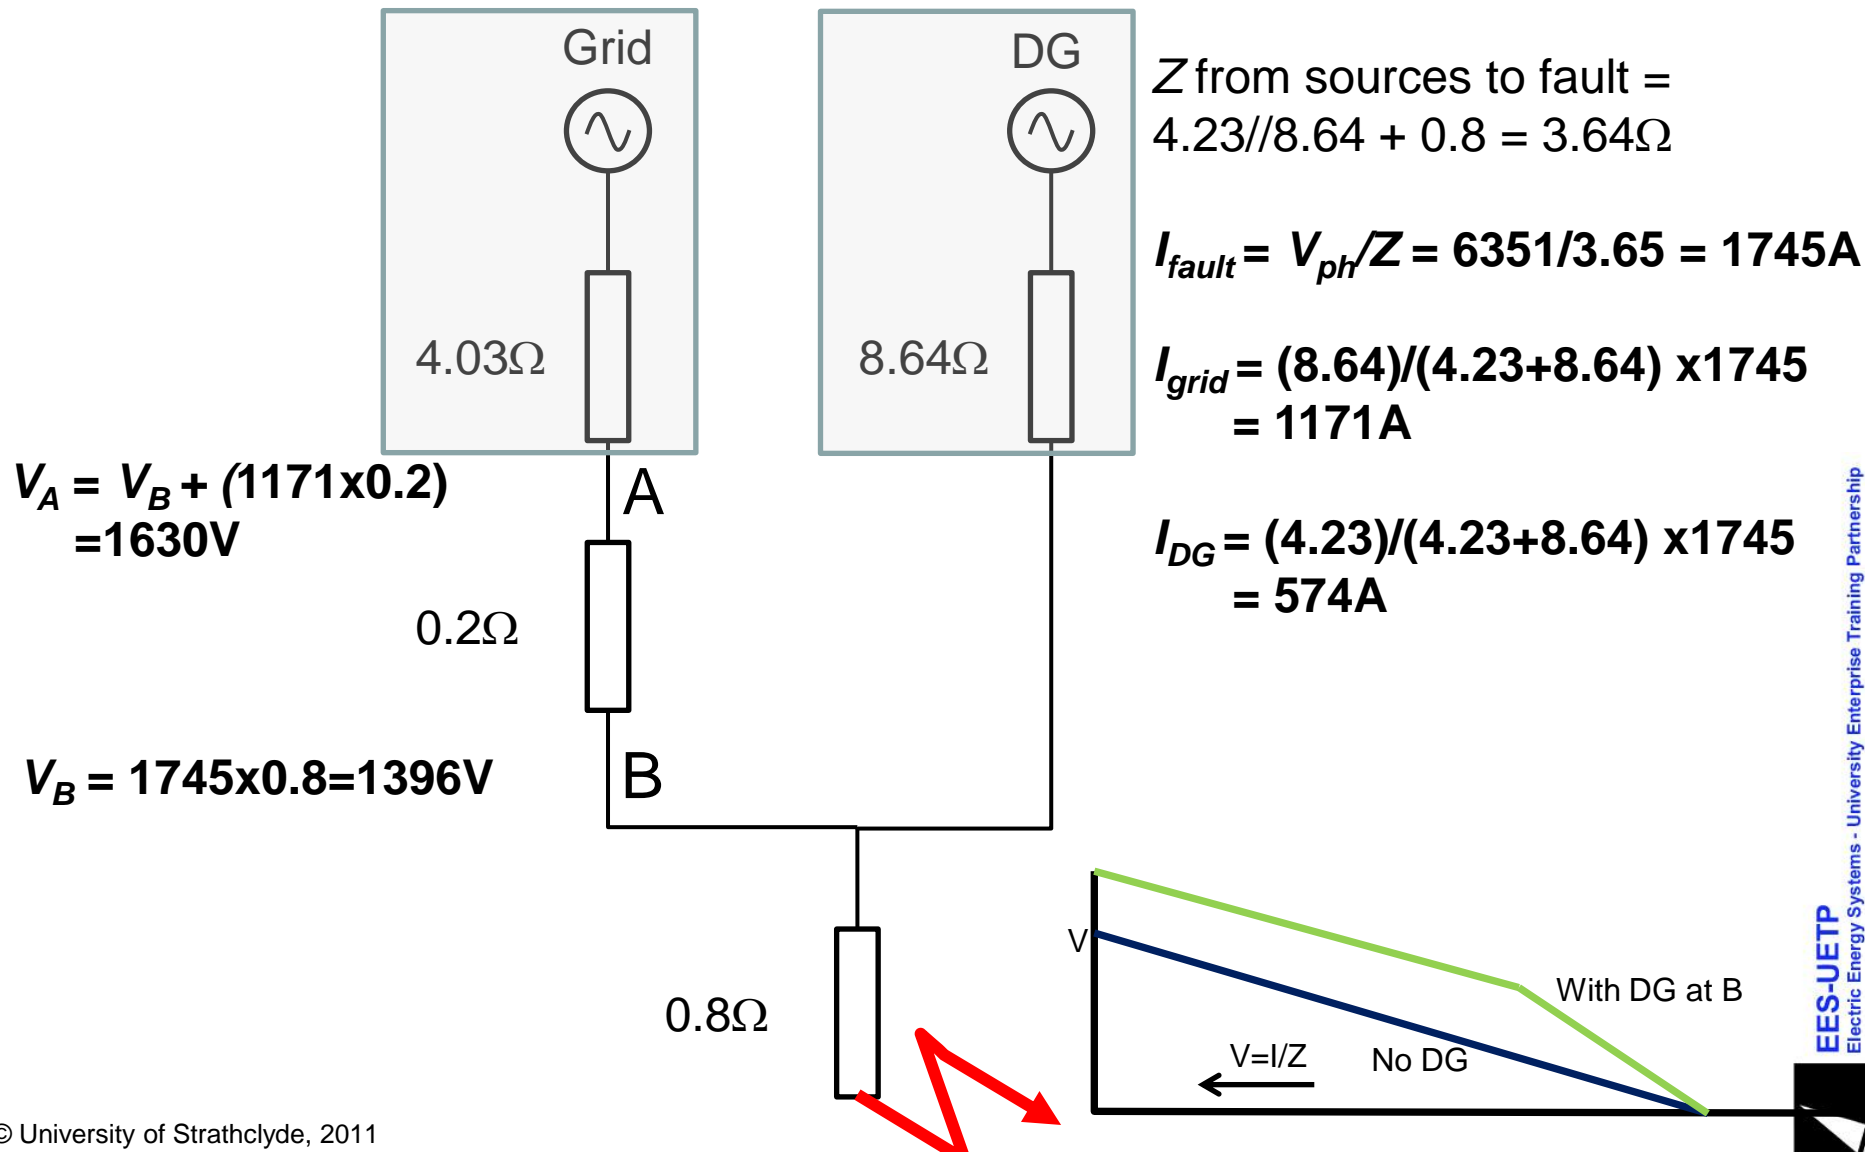 Grid
DG
Z from sources to fault =
4.23//8.64 + 0.8 = 3.64Ω
I_fault = V_ph/Z = 6351/3.65 = 1745A
4.03Ω
8.64Ω
I_grid = (8.64)/(4.23+8.64) x1745
= 1171A
V_A = V_B + (1171x0.2)
=1630V
A
I_DG = (4.23)/(4.23+8.64) x1745
= 574A
0.2Ω
V_B = 1745x0.8=1396V
B
0.8Ω
V
With DG at B
V=I/Z
No DG
EES-UETP
Electric Energy Systems - University Enterprise Training Partnership
© University of Strathclyde, 2011